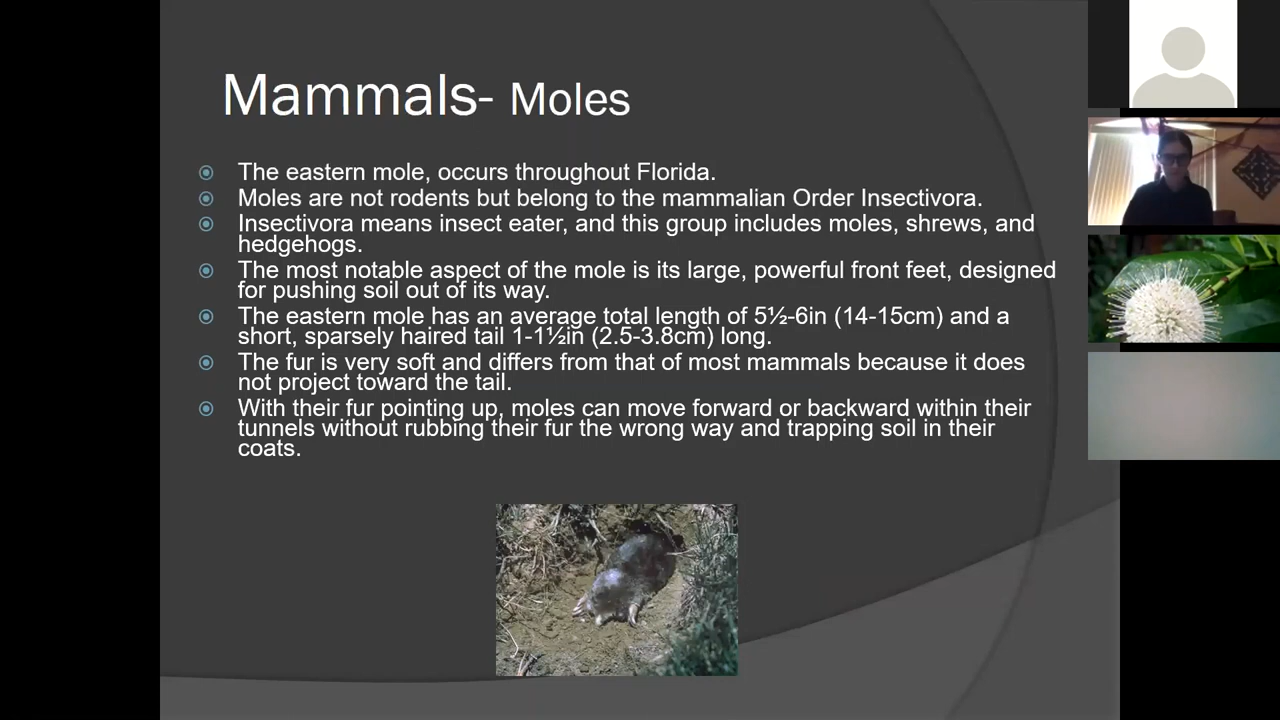 Mammals- Moles
The eastern mole, occurs throughout Florida.
Moles are not rodents but belong to the mammalian Order Insectivora.
Insectivora means insect eater, and this group includes moles, shrews, and
hedgehogs.
The most notable aspect of the mole is its large, powerful front feet, designed
for pushing soil out of its way.
The eastern mole has an average total length of 5½-6in (14-15cm) and a
short, sparsely haired tail 1-1½in (2.5-3.8cm) long.
The fur is very soft and differs from that of most mammals because it does
not project toward the tail.
With their fur pointing up, moles can move forward or backward within their
tunnels without rubbing their fur the wrong way and trapping soil in their
coats.